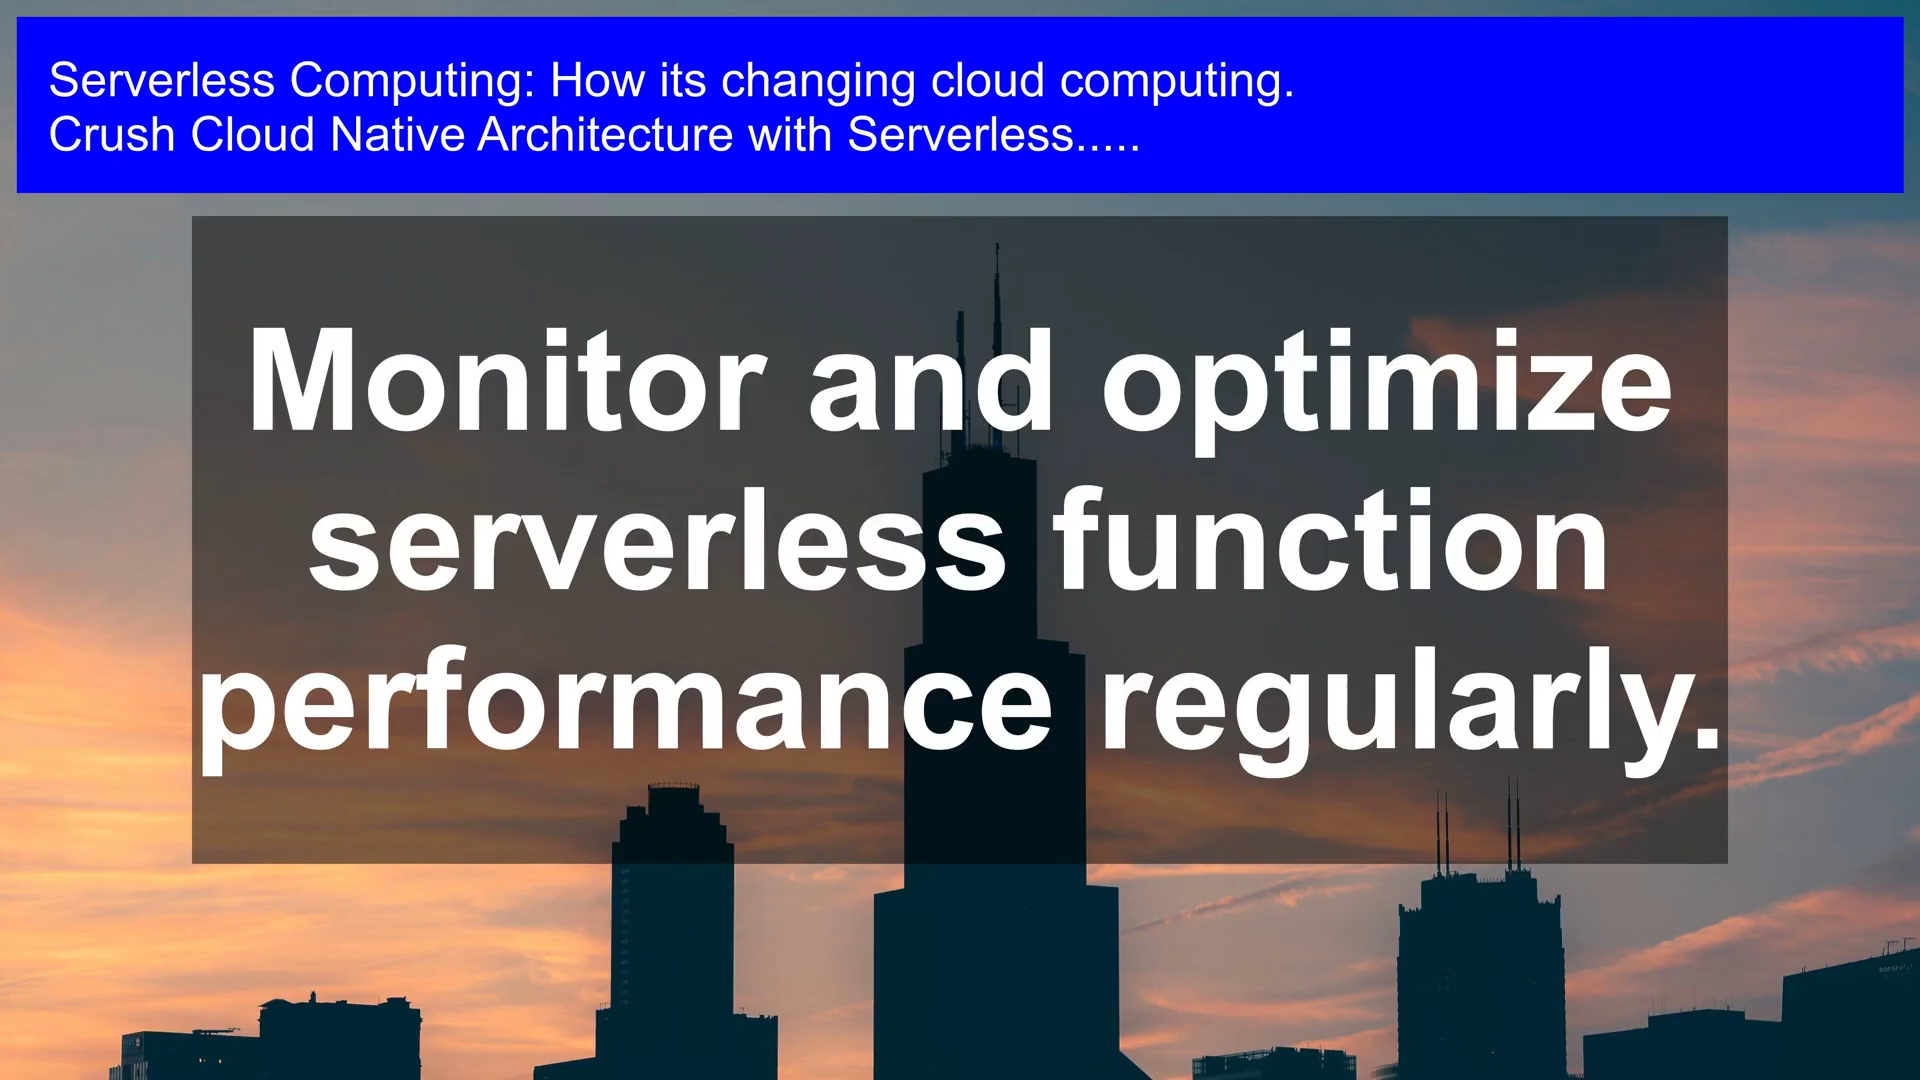 Serverless Computing: How its changing cloud computing.
Crush Cloud Native Architecture with Serverless.....
Monitor and optimize
serverless function
performance regularly.